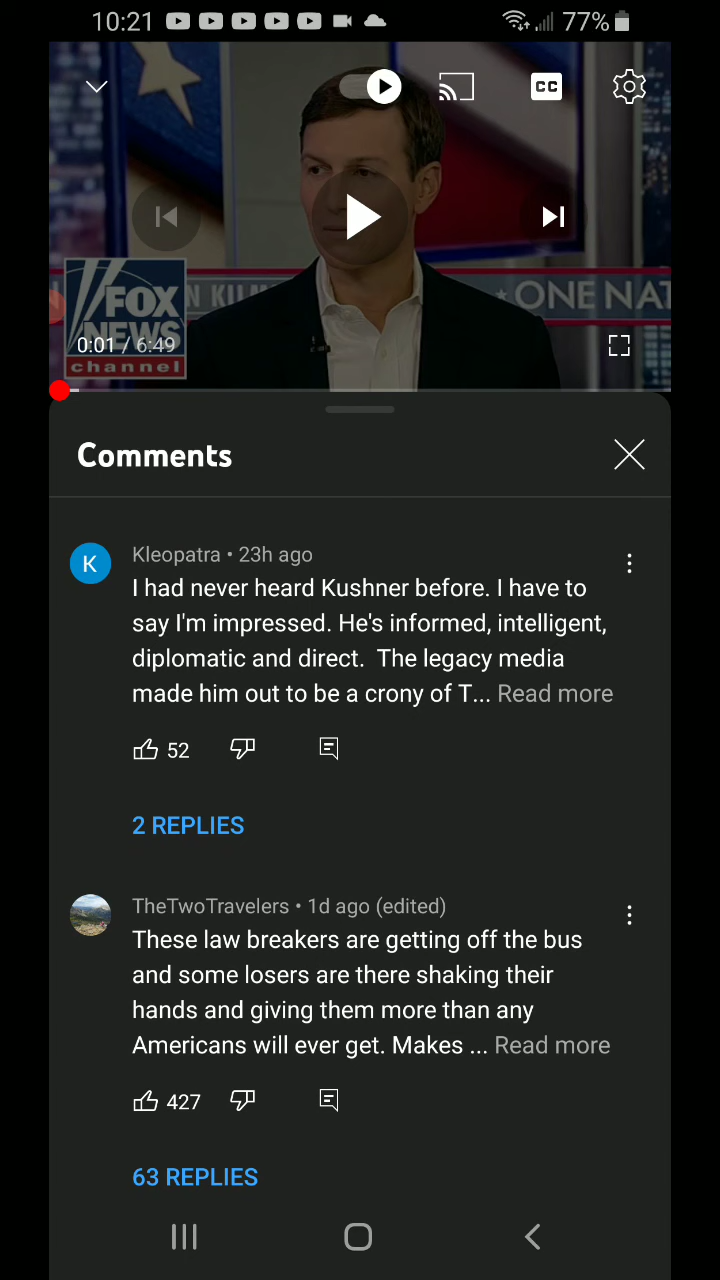 10:21 77%
CC
N KILM ONE NAT
FOX
NEWS
channel
0:01 / 6:49
Comments
K
Kleopatra • 23h ago
I had never heard Kushner before. I have to
say I'm impressed. He's informed, intelligent,
diplomatic and direct.  The legacy media
made him out to be a crony of T... Read more
52
2 REPLIES
TheTwoTravelers • 1d ago (edited)
These law breakers are getting off the bus
and some losers are there shaking their
hands and giving them more than any
Americans will ever get. Makes ... Read more
427
63 REPLIES